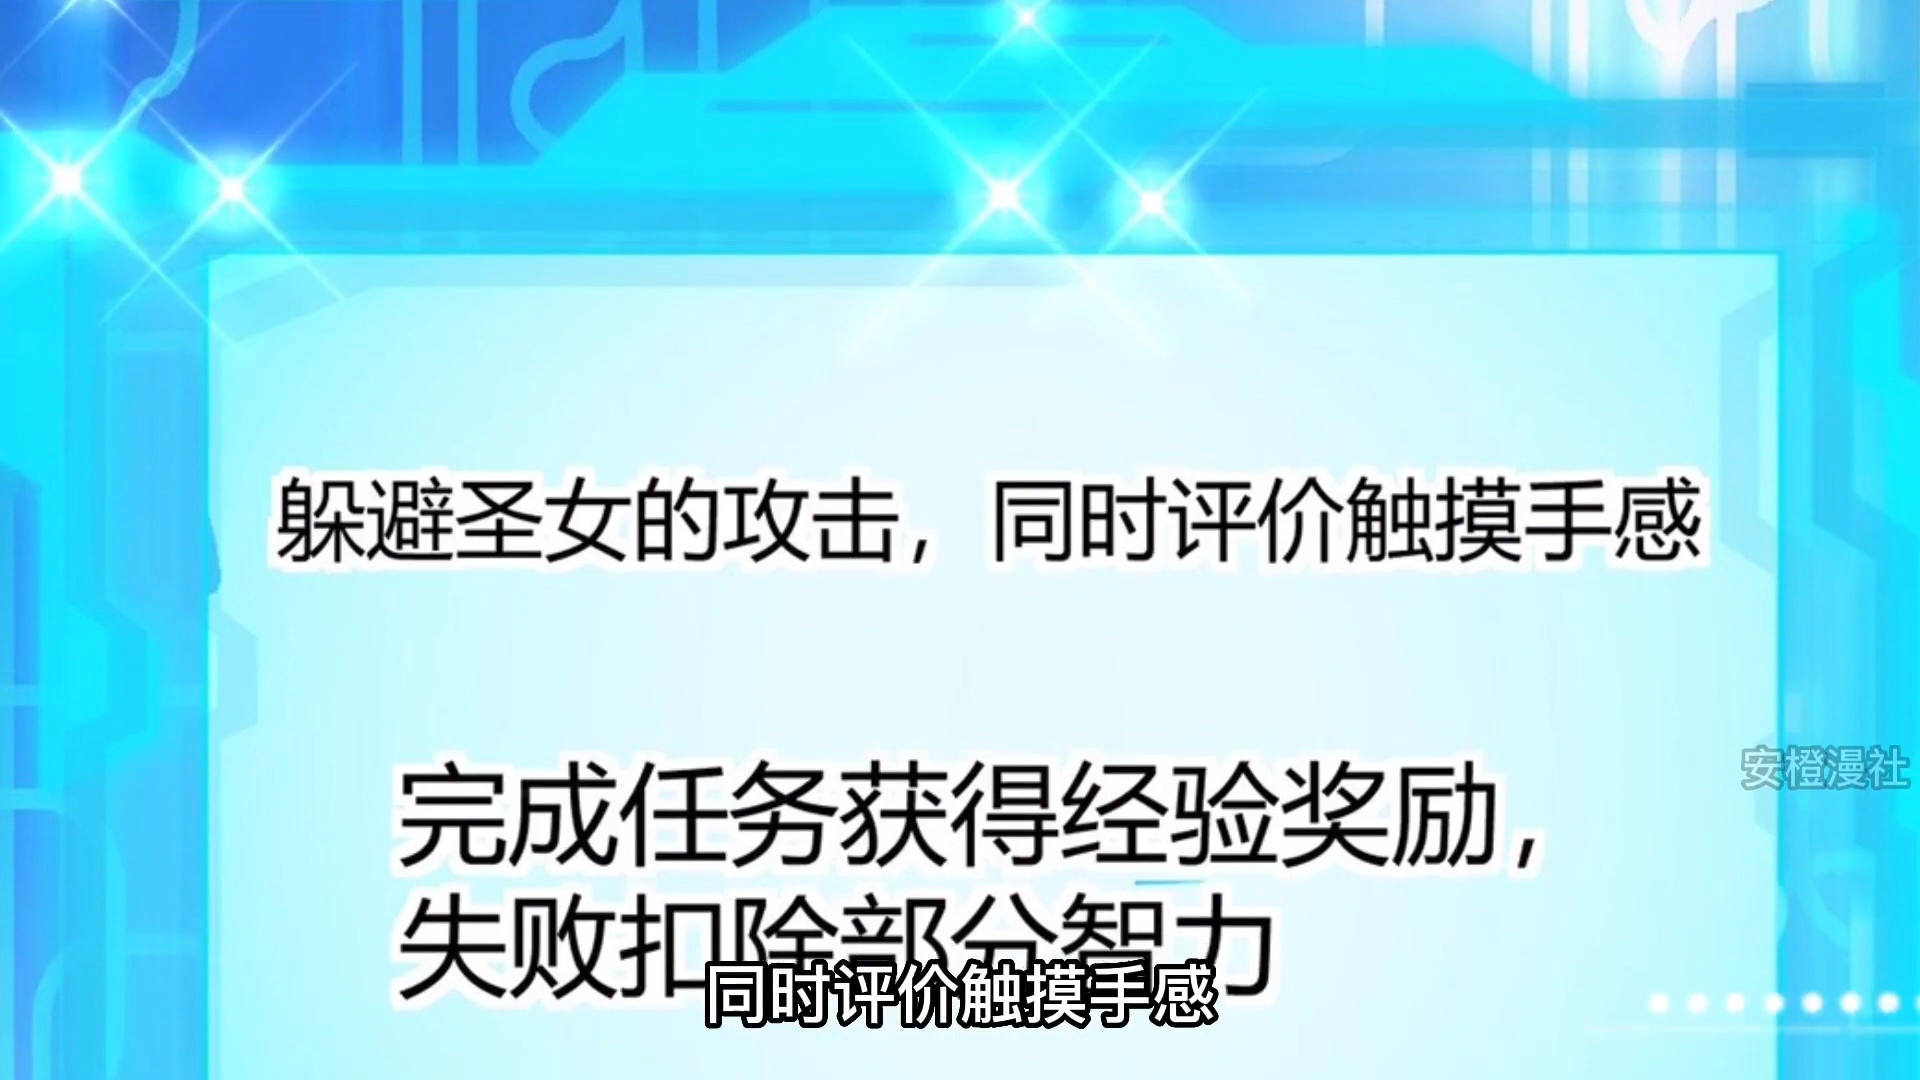 躲避圣女的攻击，同时评价触摸手感
安橙漫社
完成任务获得经验奖励，
失败扣除部分智力
同时评价触摸手感